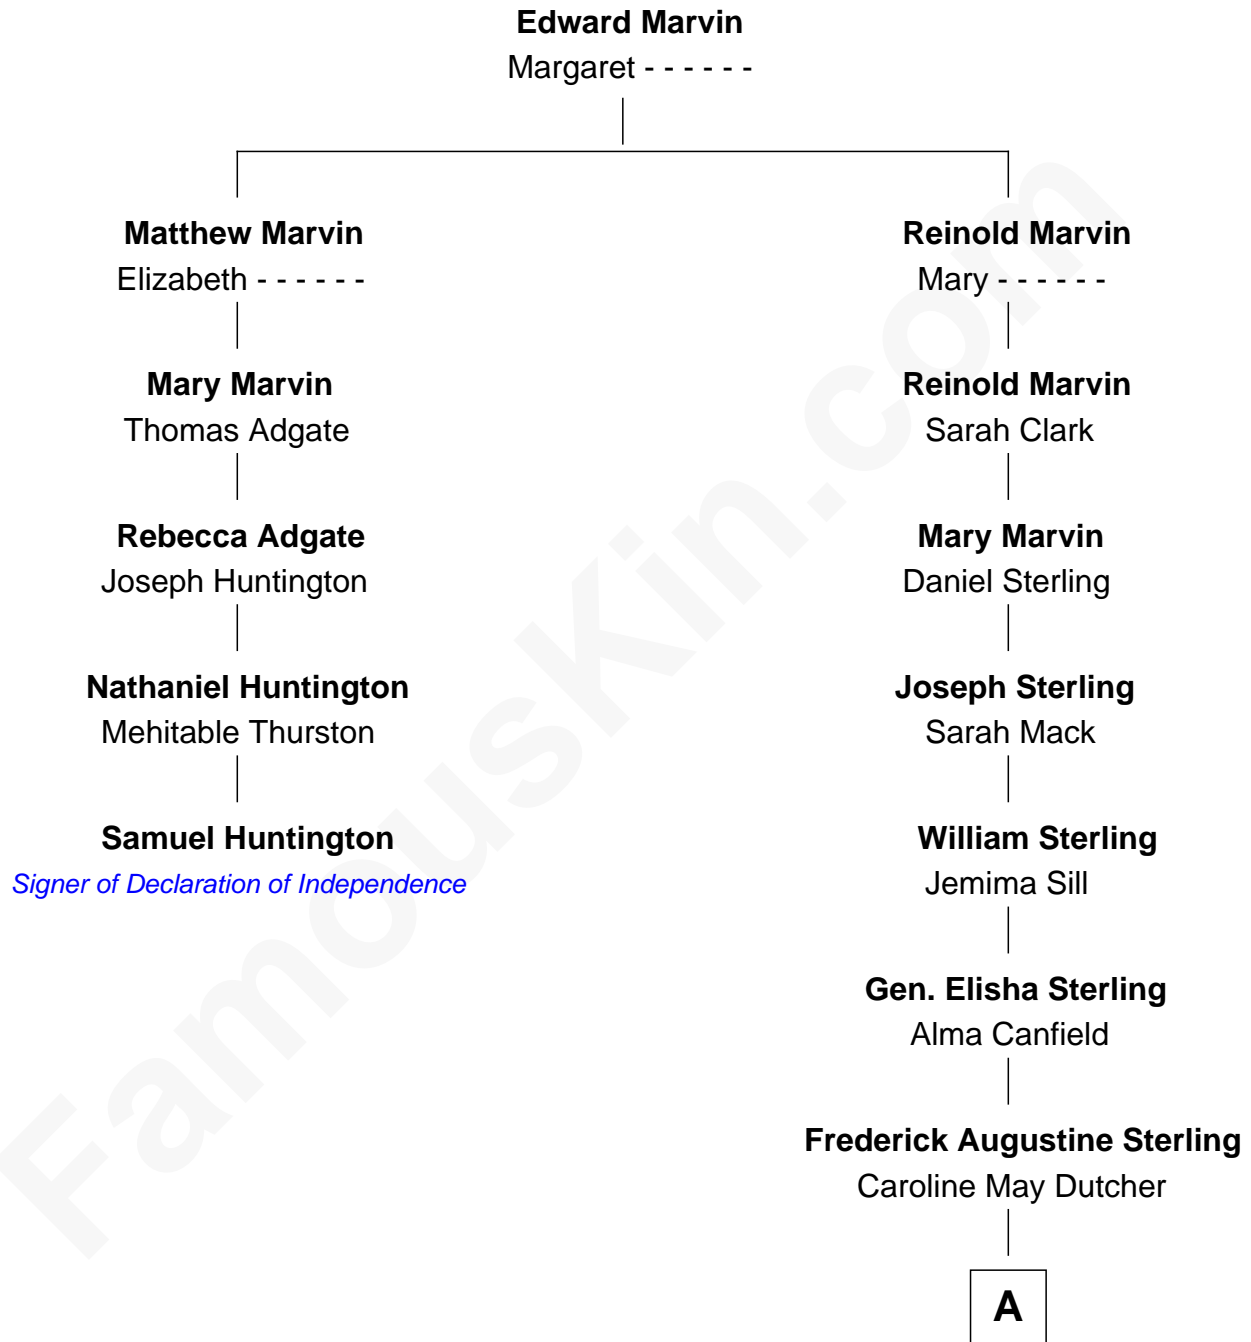 Edward Marvin
Margaret - - - - - -
Matthew Marvin
Elizabeth - - - - - -
Mary Marvin
Thomas Adgate
Rebecca Adgate
Joseph Huntington
Nathaniel Huntington
Mehitable Thurston
Samuel Huntington
Signer of Declaration of Independence
Reinold Marvin
Mary - - - - - -
Reinold Marvin
Sarah Clark
Mary Marvin
Daniel Sterling
Joseph Sterling
Sarah Mack
William Sterling
Jemima Sill
Gen. Elisha Sterling
Alma Canfield
Frederick Augustine Sterling
Caroline May Dutcher
A
FamousKin.com